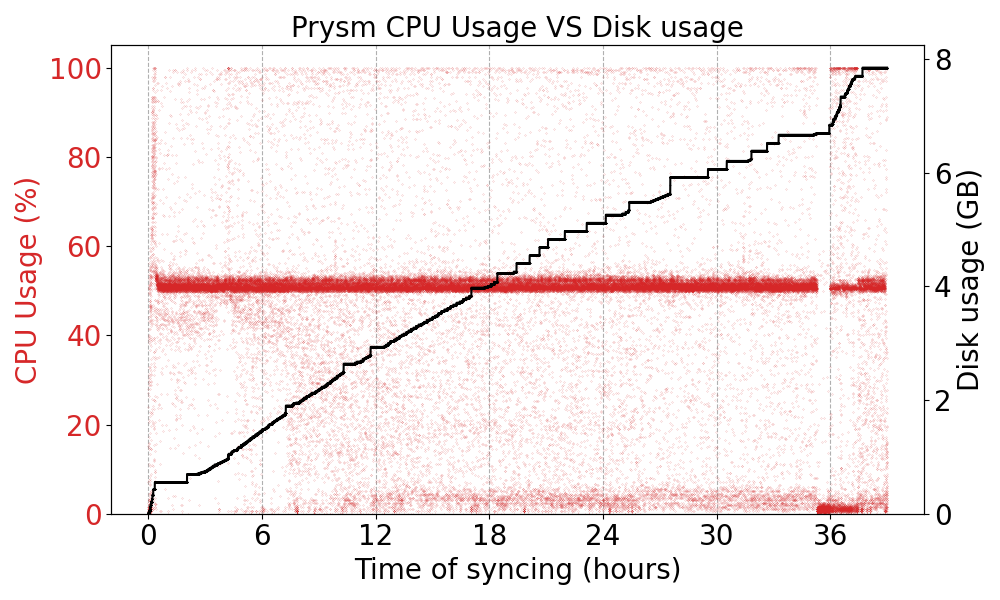 Prysm CPU Usage VS Disk usage
CPU Usage (%)
100
80
60
40
20
0
8
6
4
2
0
Disk usage (GB)
0 6 12 18 24 30 36
Time of syncing (hours)